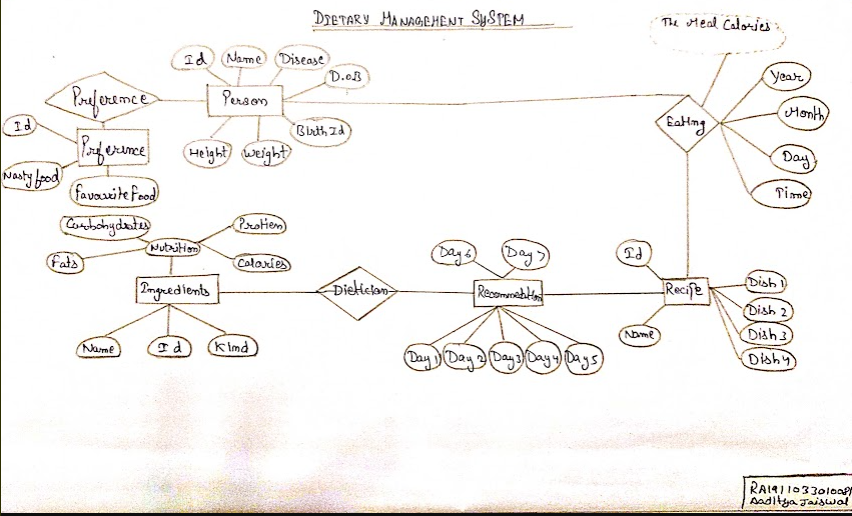 DIETARY MANAGEMENT SYSTEM
The Meal Calories
Id
Name
Disease
D.O.B
Year
Preference
Person
Month
Id
Eating
Birth Id
Preference
Height
Weight
Day
Nasty food
Favourite Food
Time
Carbohydrates
Protien
Nutrition
Fats
Calories
Day 6
Day 7
Id
Ingredients
Dietician
Recipe
Dish 1
Dish 2
Name
Dish 3
Name
Id
Kind
Day 1
Day 2
Day 3
Day 4
Day 5
Dish 4
Aaditya Jaiswal